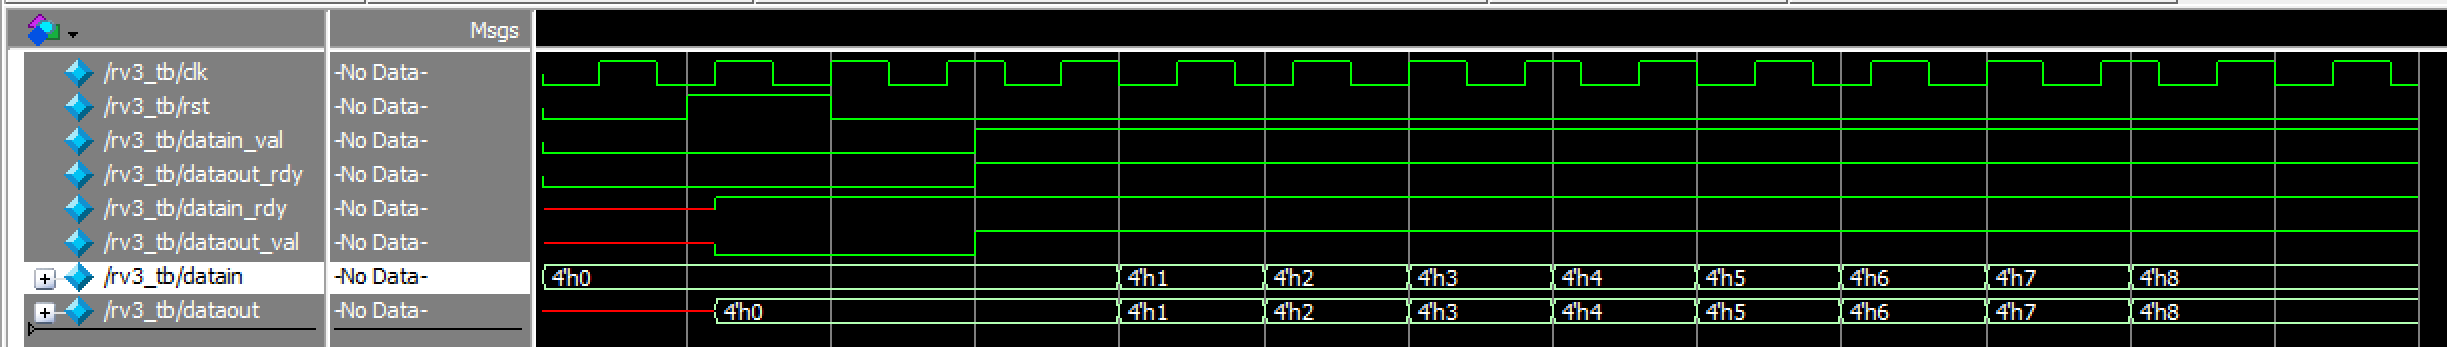 Msgs
/rv3_tb/clk -No Data-
/rv3_tb/rst -No Data-
/rv3_tb/datain_val -No Data-
/rv3_tb/dataout_rdy -No Data-
/rv3_tb/datain_rdy -No Data-
/rv3_tb/dataout_val -No Data-
/rv3_tb/datain -No Data- 4'h0 4'h1 4'h2 4'h3 4'h4 4'h5 4'h6 4'h7 4'h8
/rv3_tb/dataout -No Data- 4'h0 4'h1 4'h2 4'h3 4'h4 4'h5 4'h6 4'h7 4'h8